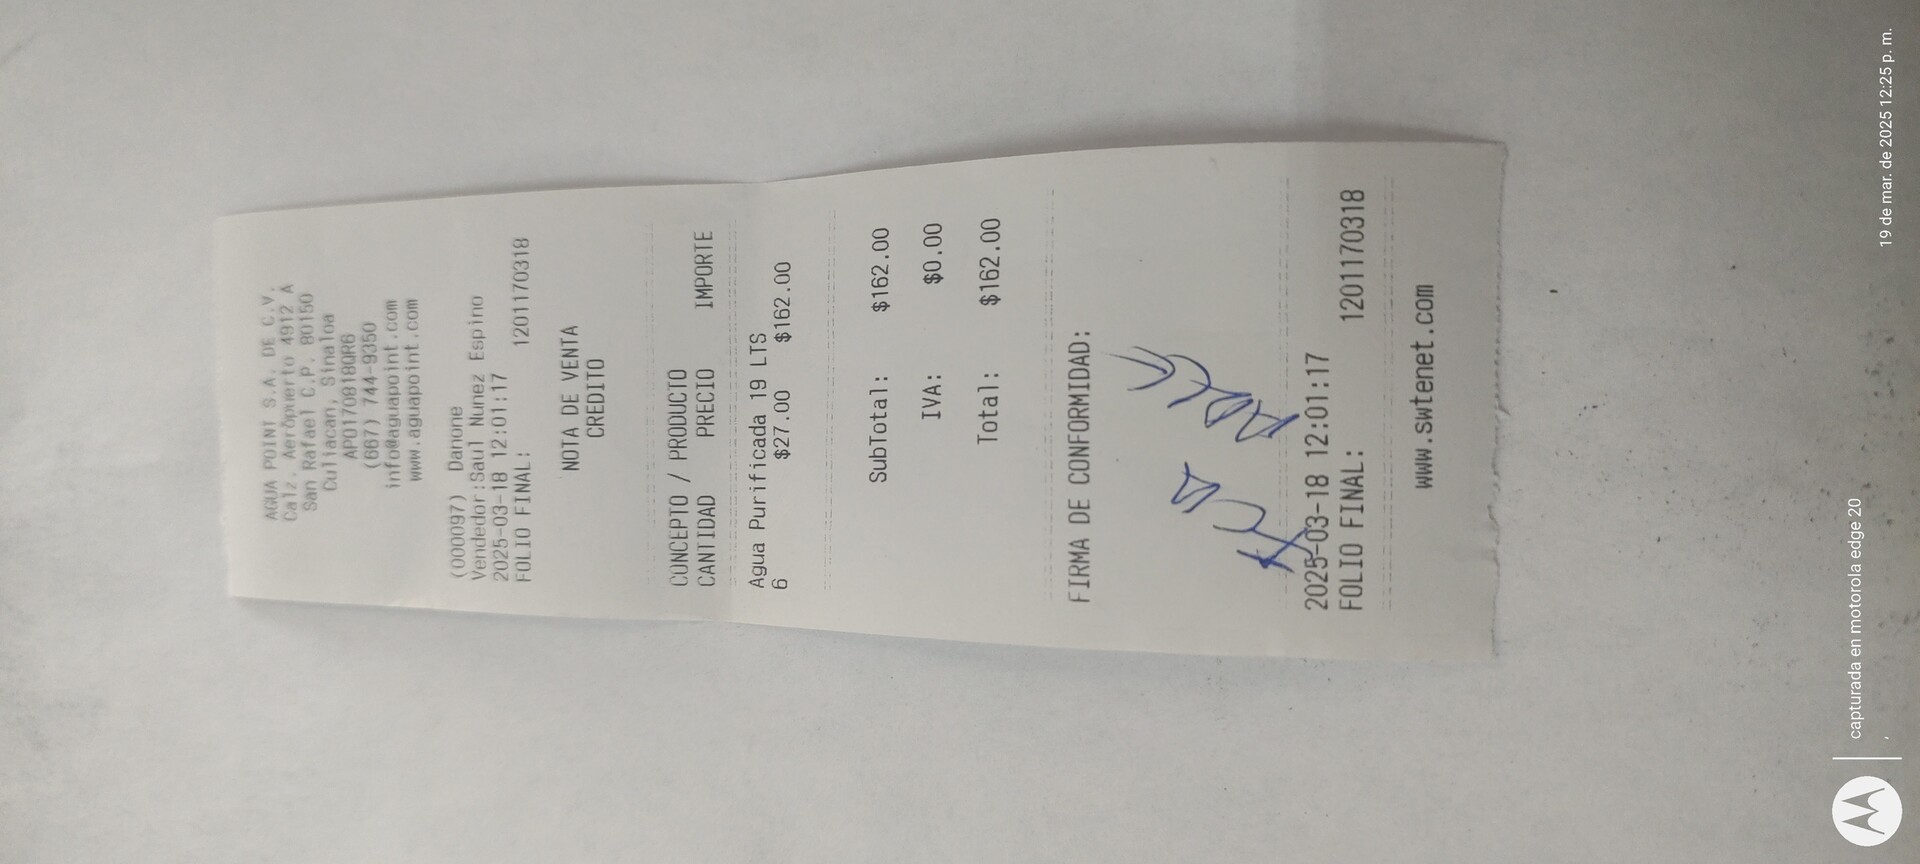 AGUA POINT S.A. DE C.V.
Calz. Aeropuerto 4912 A
San Rafael C.P. 80150
Culiacan, Sinaloa
APO170818QR6
(667) 744-9350
info@aguapoint.com
www.aguapoint.com
(000097) Danone
Vendedor:Saul Nunez Espino
2025-03-18 12:01:17
FOLIO FINAL: 1201170318
NOTA DE VENTA
CREDITO
CONCEPTO / PRODUCTO
CANTIDAD PRECIO IMPORTE
Agua Purificada 19 LTS
6 $27.00 $162.00
SubTotal: $162.00
IVA: $0.00
Total: $162.00
FIRMA DE CONFORMIDAD:
2025-03-18 12:01:17
FOLIO FINAL: 1201170318
www.swtenet.com
capturada en motorola edge 20
19 de mar. de 2025 12:25 p. m.